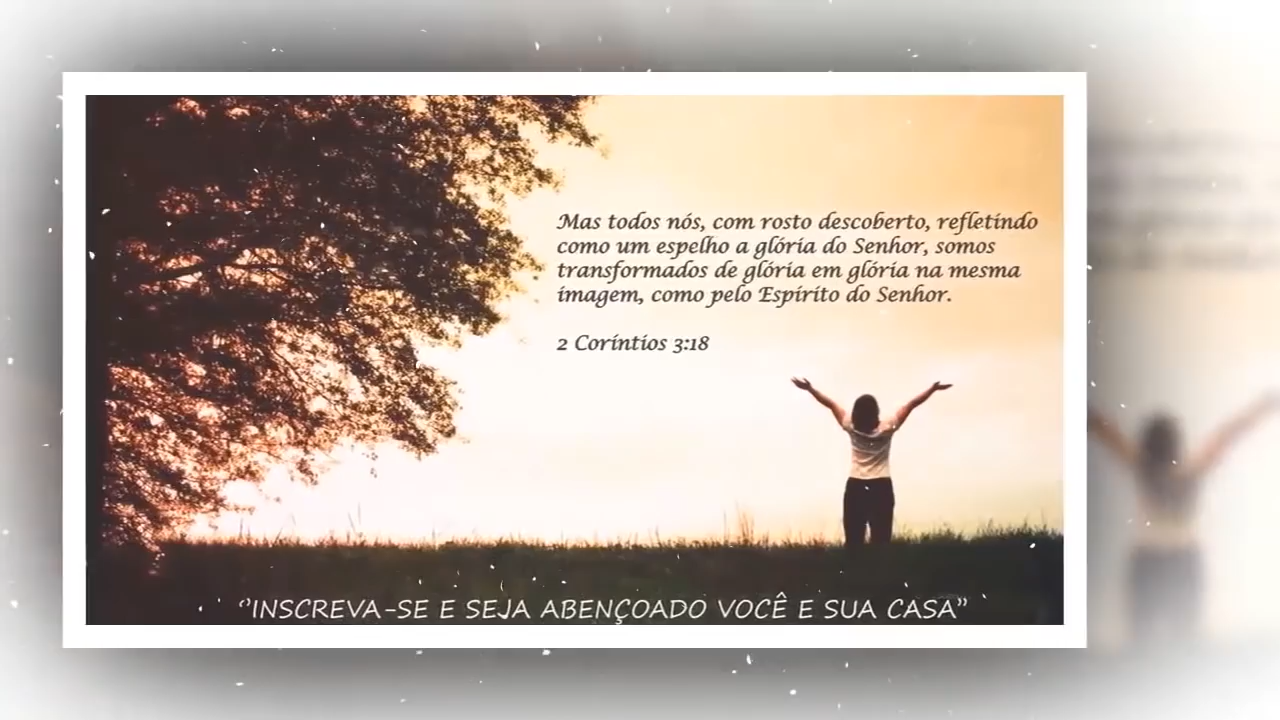 Mas todos nós, com rosto descoberto, refletindo
como um espelho a glória do Senhor, somos
transformados de glória em glória na mesma
imagem, como pelo Espírito do Senhor.
2 Coríntios 3:18
“INSCREVA-SE E SEJA ABENÇOADO VOCÊ E SUA CASA”